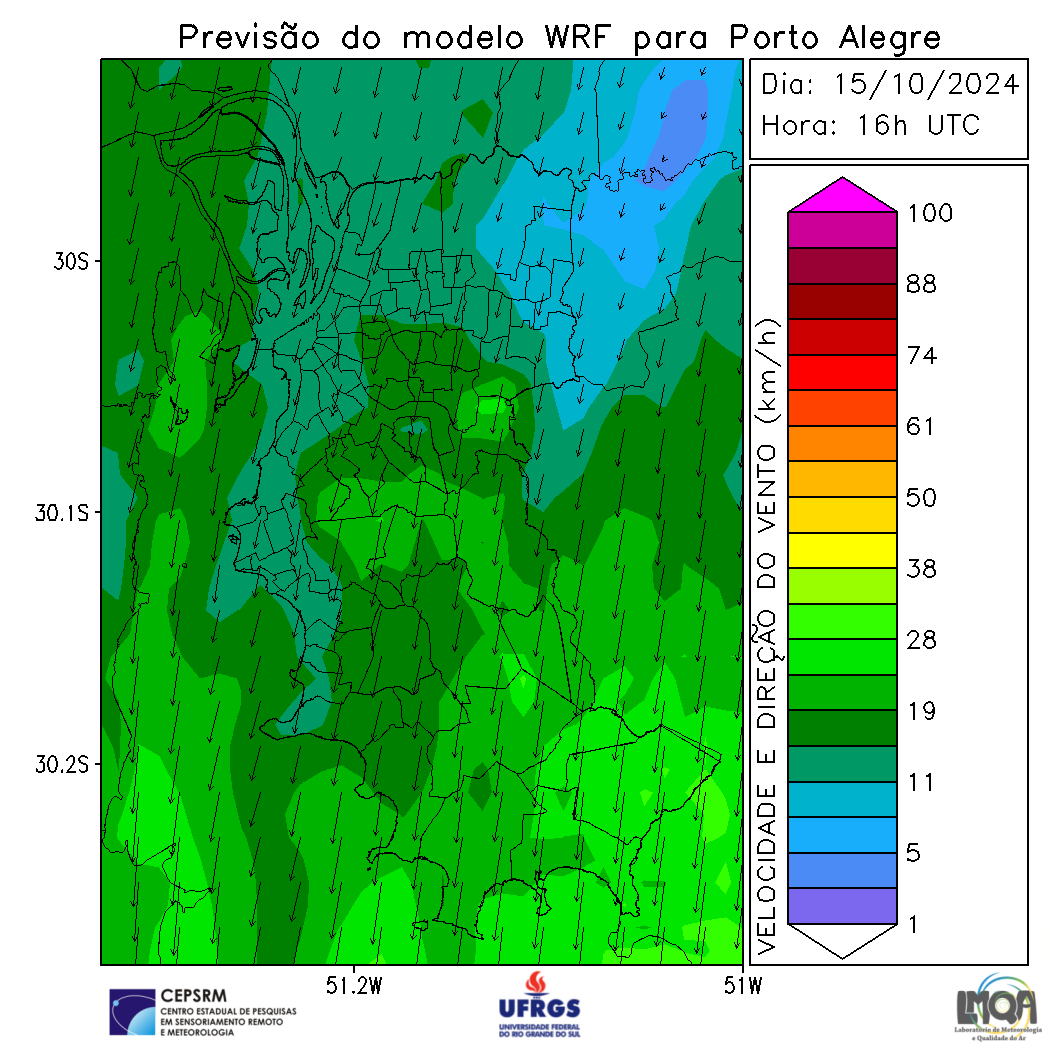 Previsão do modelo WRF para Porto Alegre
Dia: 15/10/2024
Hora: 16h UTC
30S
30.1S
30.2S
51.2W
51W
VELOCIDADE E DIREÇÃO DO VENTO (km/h)
100
88
74
61
50
38
28
19
11
5
1
CEPSRM
CENTRO ESTADUAL DE PESQUISAS
EM SENSORIAMENTO REMOTO
E METEOROLOGIA
UFRGS
UNIVERSIDADE FEDERAL
DO RIO GRANDE DO SUL
LMQA
Laboratório de Meteorologia
e Qualidade do Ar